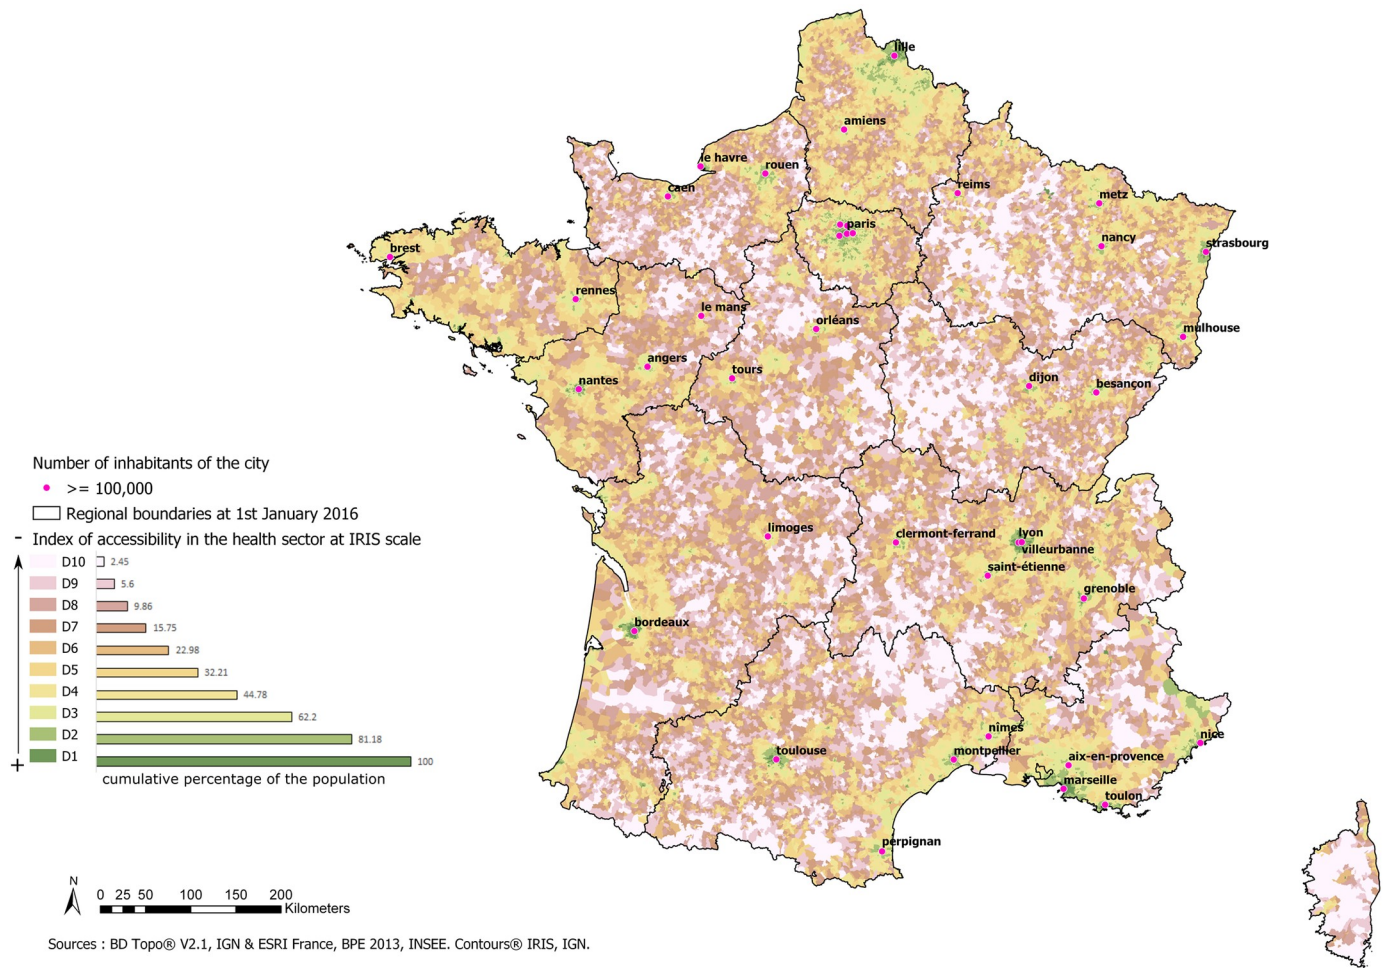 lille
amiens
le havre
rouen
caen
reims
metz
paris
nancy
strasbourg
brest
rennes
le mans
orléans
mulhouse
angers
tours
nantes
dijon
besançon
Number of inhabitants of the city
>= 100,000
Regional boundaries at 1st January 2016
- Index of accessibility in the health sector at IRIS scale
D10 2.45
D9 5.6
D8 9.86
D7 15.75
D6 22.98
D5 32.21
D4 44.78
D3 62.2
D2 81.18
+ D1 100
cumulative percentage of the population
limoges
clermont-ferrand
lyon
villeurbanne
saint-étienne
grenoble
bordeaux
nîmes
nice
toulouse
montpellier
aix-en-provence
marseille
toulon
perpignan
N
0 25 50 100 150 200
Kilometers
Sources : BD Topo® V2.1, IGN & ESRI France, BPE 2013, INSEE. Contours® IRIS, IGN.